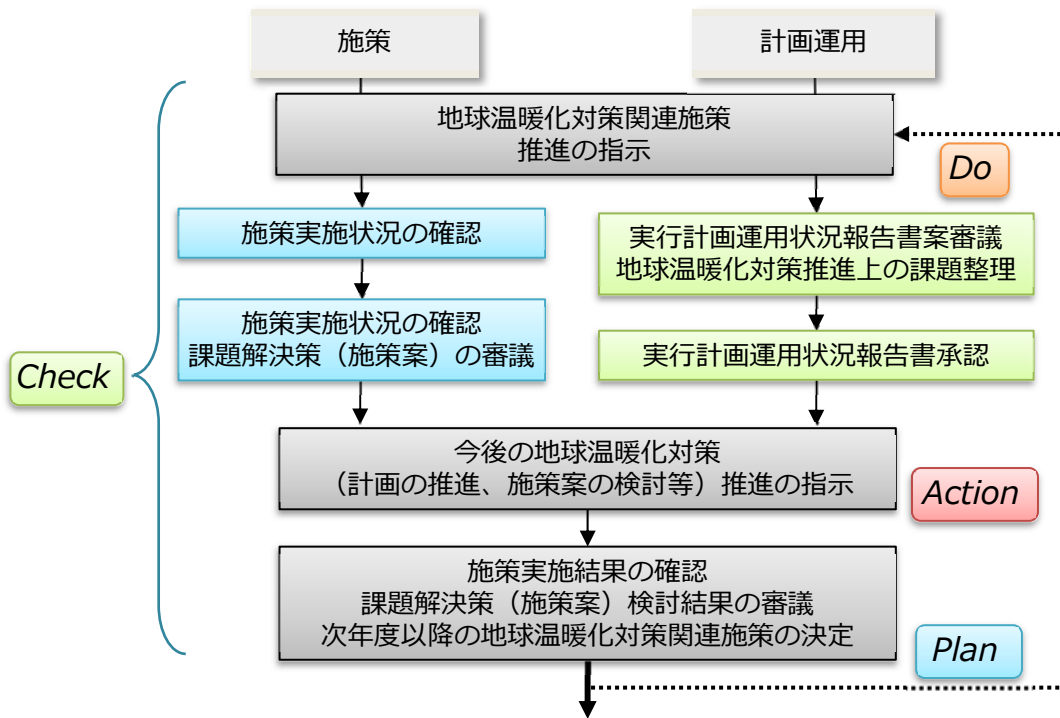 施策
計画運用
地球温暖化対策関連施策
推進の指示
Do
施策実施状況の確認
実行計画運用状況報告書案審議
地球温暖化対策推進上の課題整理
施策実施状況の確認
課題解決策（施策案）の審議
実行計画運用状況報告書承認
Check
今後の地球温暖化対策
（計画の推進、施策案の検討等）推進の指示
Action
施策実施結果の確認
課題解決策（施策案）検討結果の審議
次年度以降の地球温暖化対策関連施策の決定
Plan